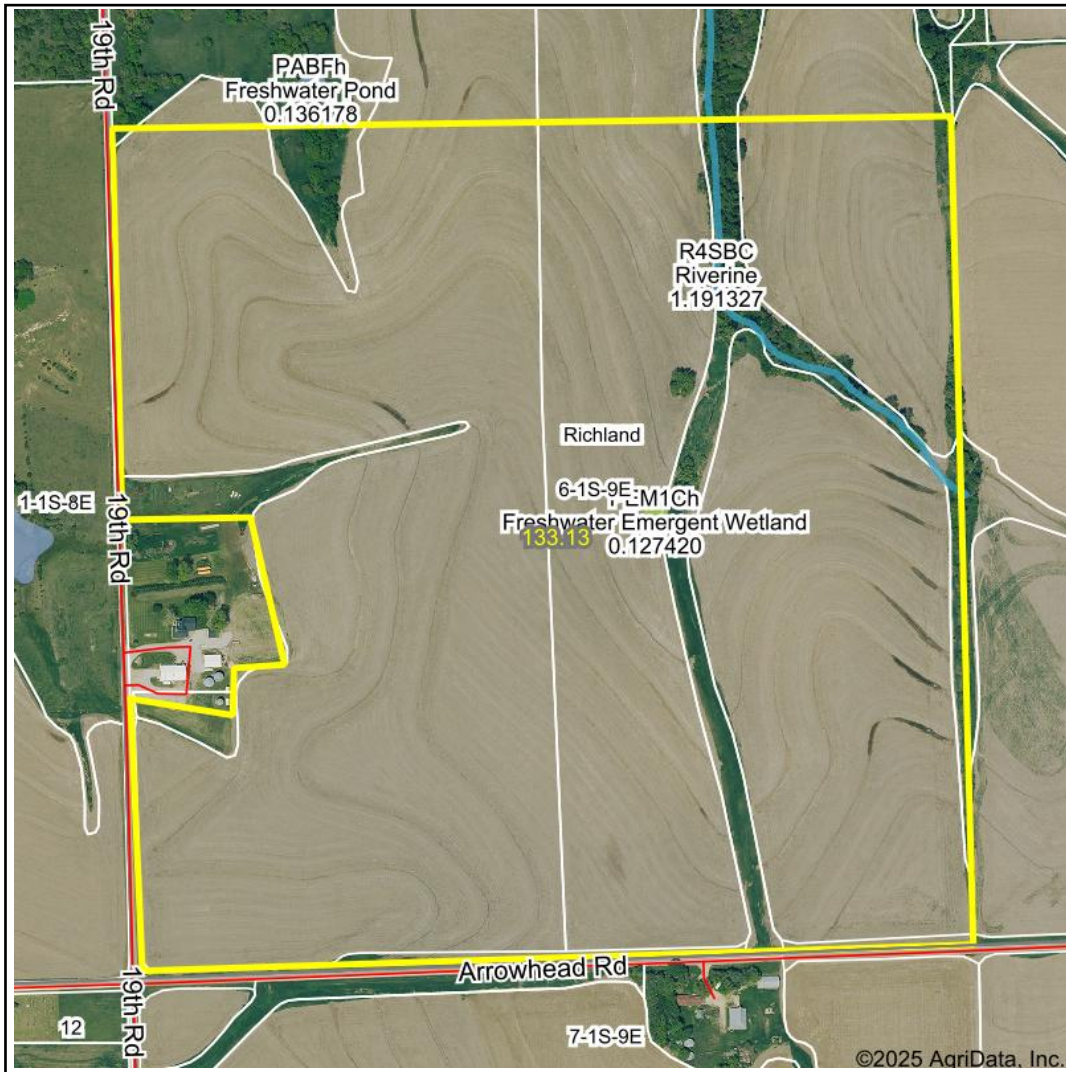 19th Rd
PABFh
Freshwater Pond
0.136178
R4SBC
Riverine
1.191327
Richland
1-1S-8E
6-1S-9E
EM1Ch
Freshwater Emergent Wetland
133.13
0.127420
19th Rd
Arrowhead Rd
19th Rd
12
7-1S-9E
©2025 AgriData, Inc.